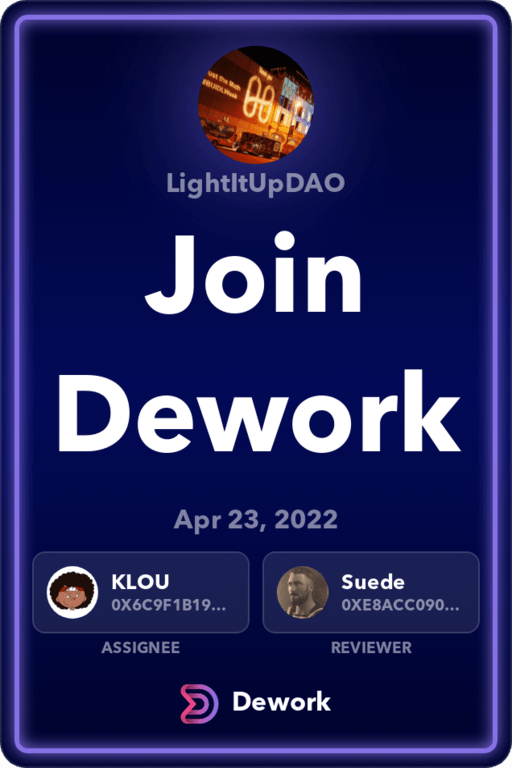 LightItUpDAO
Join
Dework
Apr 23, 2022
KLOU
0X6C9F1B19...
ASSIGNEE
Suede
0XE8ACC090...
REVIEWER
Dework